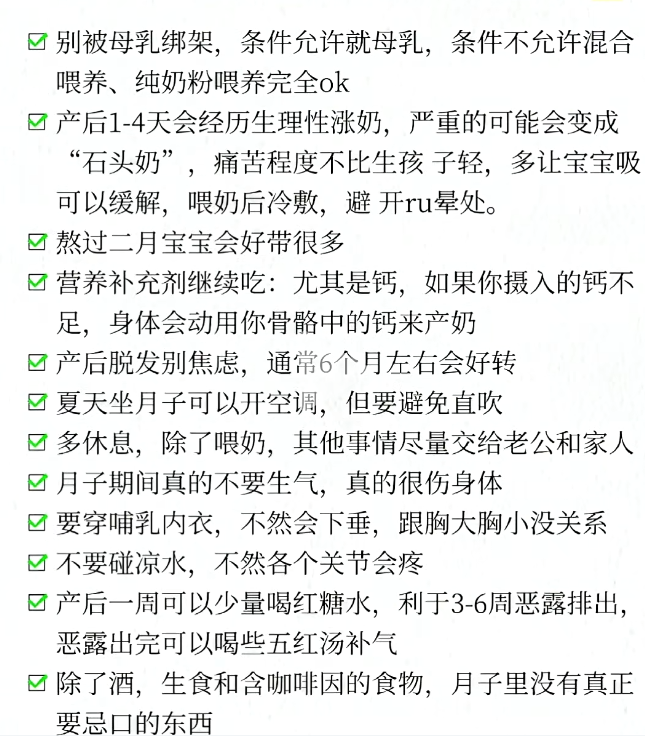 别被母乳绑架，条件允许就母乳，条件不允许混合
喂养、纯奶粉喂养完全ok
产后1-4天会经历生理性涨奶，严重的可能会变成
“石头奶”，痛苦程度不比生孩 子轻，多让宝宝吸
可以缓解，喂奶后冷敷，避 开ru晕处。
熬过二月宝宝会好带很多
营养补充剂继续吃：尤其是钙，如果你摄入的钙不
足，身体会动用你骨骼中的钙来产奶
产后脱发别焦虑，通常6个月左右会好转
夏天坐月子可以开空调，但要避免直吹
多休息，除了喂奶，其他事情尽量交给老公和家人
月子期间真的不要生气，真的很伤身体
要穿哺乳内衣，不然会下垂，跟胸大胸小没关系
不要碰凉水，不然各个关节会疼
产后一周可以少量喝红糖水，利于3-6周恶露排出，
恶露出完可以喝些五红汤补气
除了酒，生食和含咖啡因的食物，月子里没有真正
要忌口的东西